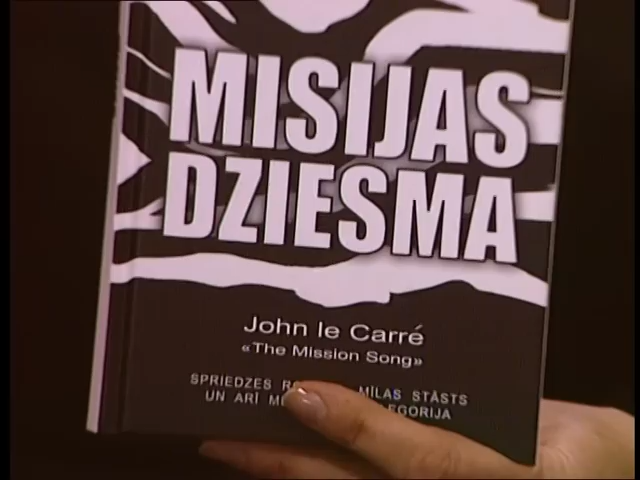 MISIJAS
DZIESMA
John le Carré
«The Mission Song»
SPRIEDZES MĪLAS STĀSTS
UN ARĪ